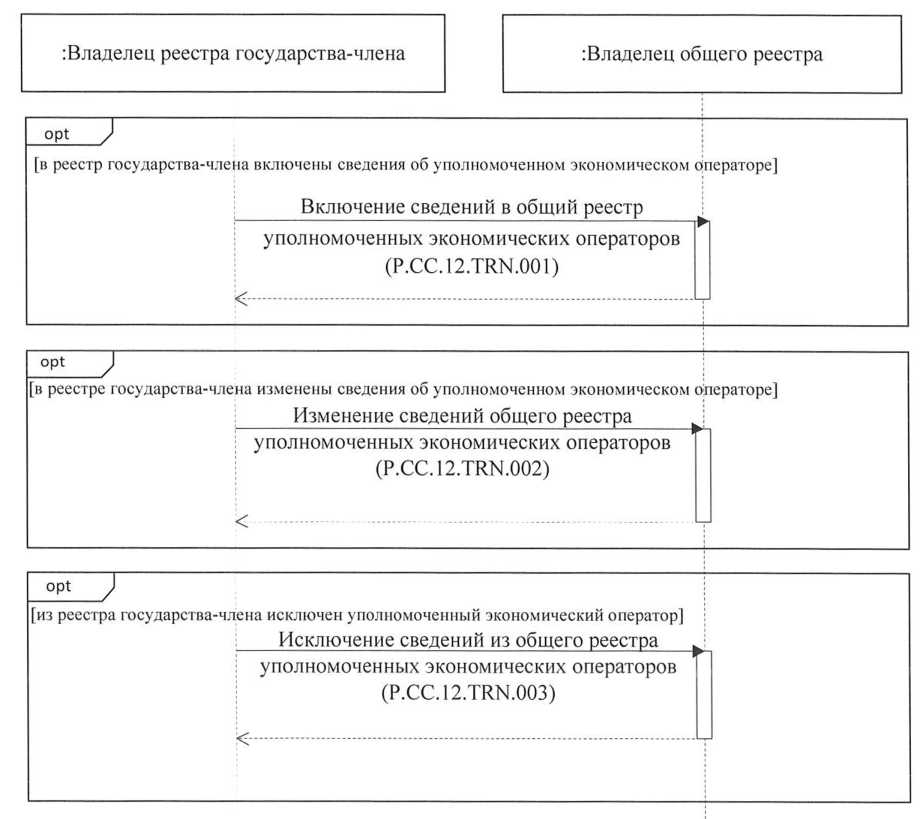 :Владелец реестра государства-члена
:Владелец общего реестра
opt
[в реестр государства-члена включены сведения об уполномоченном экономическом операторе]
Включение сведений в общий реестр
уполномоченных экономических операторов
(P.CC.12.TRN.001)
opt
[в реестре государства-члена изменены сведения об уполномоченном экономическом операторе]
Изменение сведений общего реестра
уполномоченных экономических операторов
(P.CC.12.TRN.002)
opt
[из реестра государства-члена исключен уполномоченный экономический оператор]
Исключение сведений из общего реестра
уполномоченных экономических операторов
(P.CC.12.TRN.003)